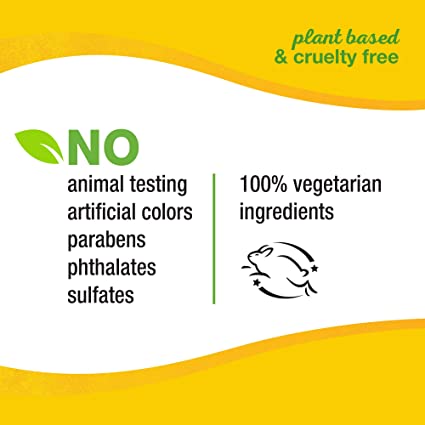 plant based
& cruelty free
NO
animal testing
artificial colors
parabens
phthalates
sulfates
100% vegetarian
ingredients